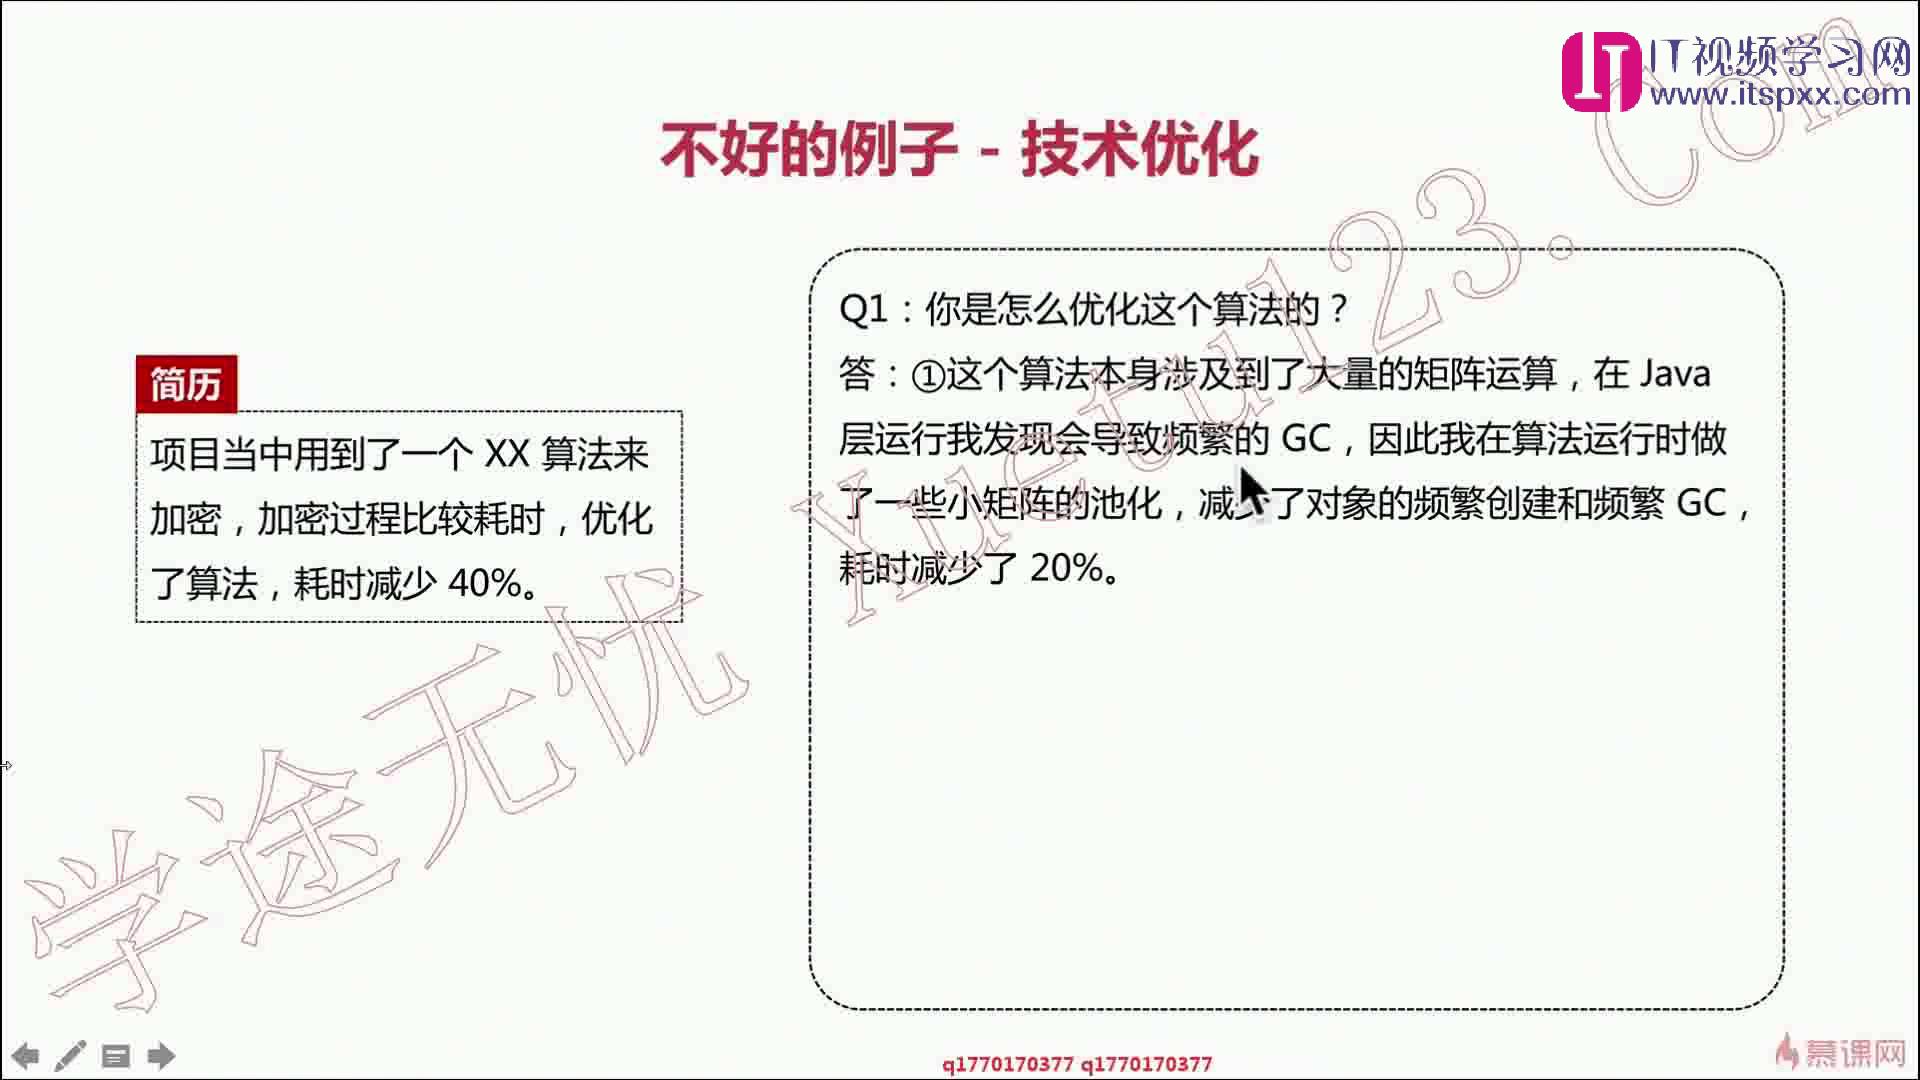 IT视频学习网
www.itspxx.com
不好的例子 - 技术优化
简历
项目当中用到了一个 XX 算法来
加密，加密过程比较耗时，优化
了算法，耗时减少 40%。
Q1：你是怎么优化这个算法的？
答：①这个算法本身涉及到了大量的矩阵运算，在 Java
层运行我发现会导致频繁的 GC，因此我在算法运行时做
了一些小矩阵的池化，减少了对象的频繁创建和频繁 GC，
耗时减少了 20%。
学途无忧 Xuetu123.Com
q1770170377 q1770170377
慕课网